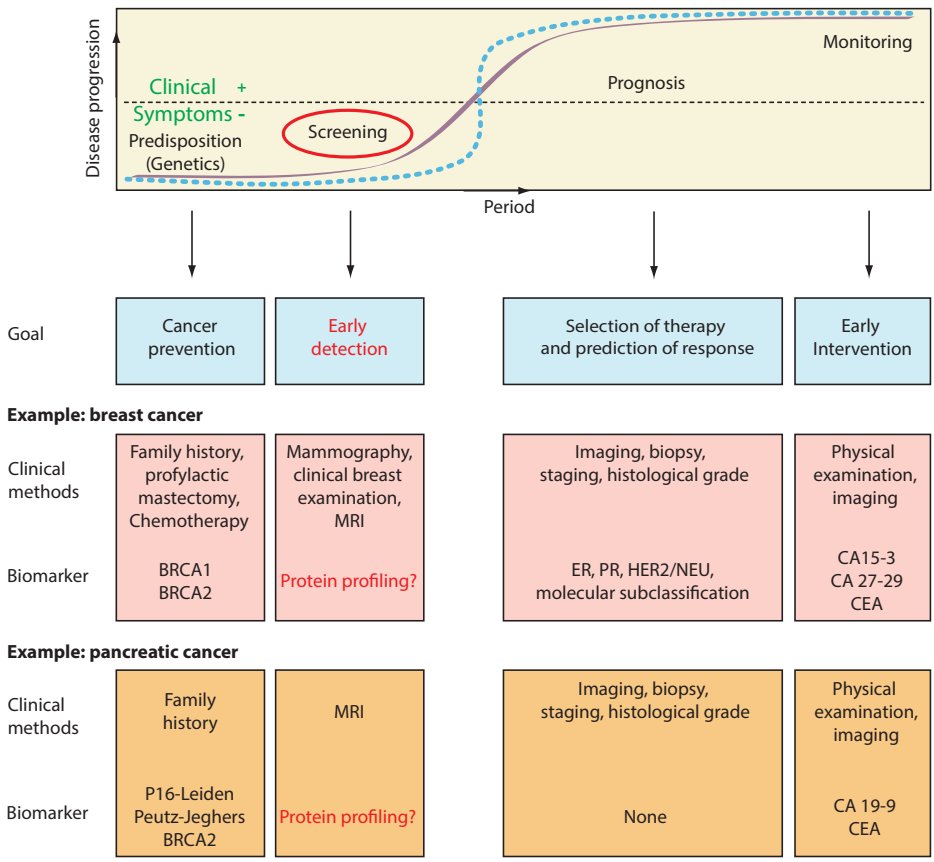 Disease progression
Monitoring
Prognosis
Clinical +
Symptoms -
Screening
Predisposition
(Genetics)
Period
Goal
Cancer
prevention
Early
detection
Selection of therapy
and prediction of response
Early
Intervention
Example: breast cancer
Clinical
methods
Family history,
profylactic
mastectomy,
Chemotherapy
Mammography,
clinical breast
examination,
MRI
Imaging, biopsy,
staging, histological grade
Physical
examination,
imaging
Biomarker
BRCA1
BRCA2
Protein profiling?
ER, PR, HER2/NEU,
molecular subclassification
CA15-3
CA 27-29
CEA
Example: pancreatic cancer
Clinical
methods
Family
history
MRI
Imaging, biopsy,
staging, histological grade
Physical
examination,
imaging
Biomarker
P16-Leiden
Peutz-Jeghers
BRCA2
Protein profiling?
None
CA 19-9
CEA